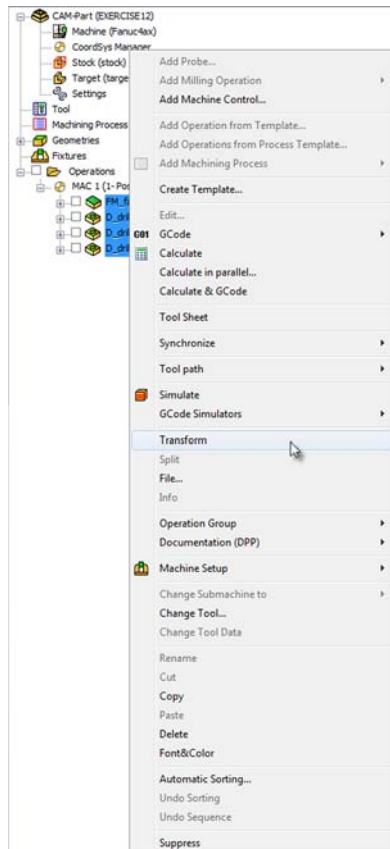 CAM-Part (EXERCISE12)
Machine (Fanuc4ax)
CoordSys Manager
Stock (stock)
Target (targe
Settings
Tool
Machining Process
Geometries
Fixtures
Operations
MAC 1 (1- Pos
FM_fa
D_dril
D_dril
D_dril
Add Probe...
Add Milling Operation
Add Machine Control...
Add Operation from Template...
Add Operations from Process Template...
Add Machining Process
Create Template...
Edit...
G01 GCode
Calculate
Calculate in parallel...
Calculate & GCode
Tool Sheet
Synchronize
Tool path
Simulate
GCode Simulators
Transform
Split
File...
Info
Operation Group
Documentation (DPP)
Machine Setup
Change Submachine to
Change Tool...
Change Tool Data
Rename
Cut
Copy
Paste
Delete
Font&Color
Automatic Sorting...
Undo Sorting
Undo Sequence
Suppress